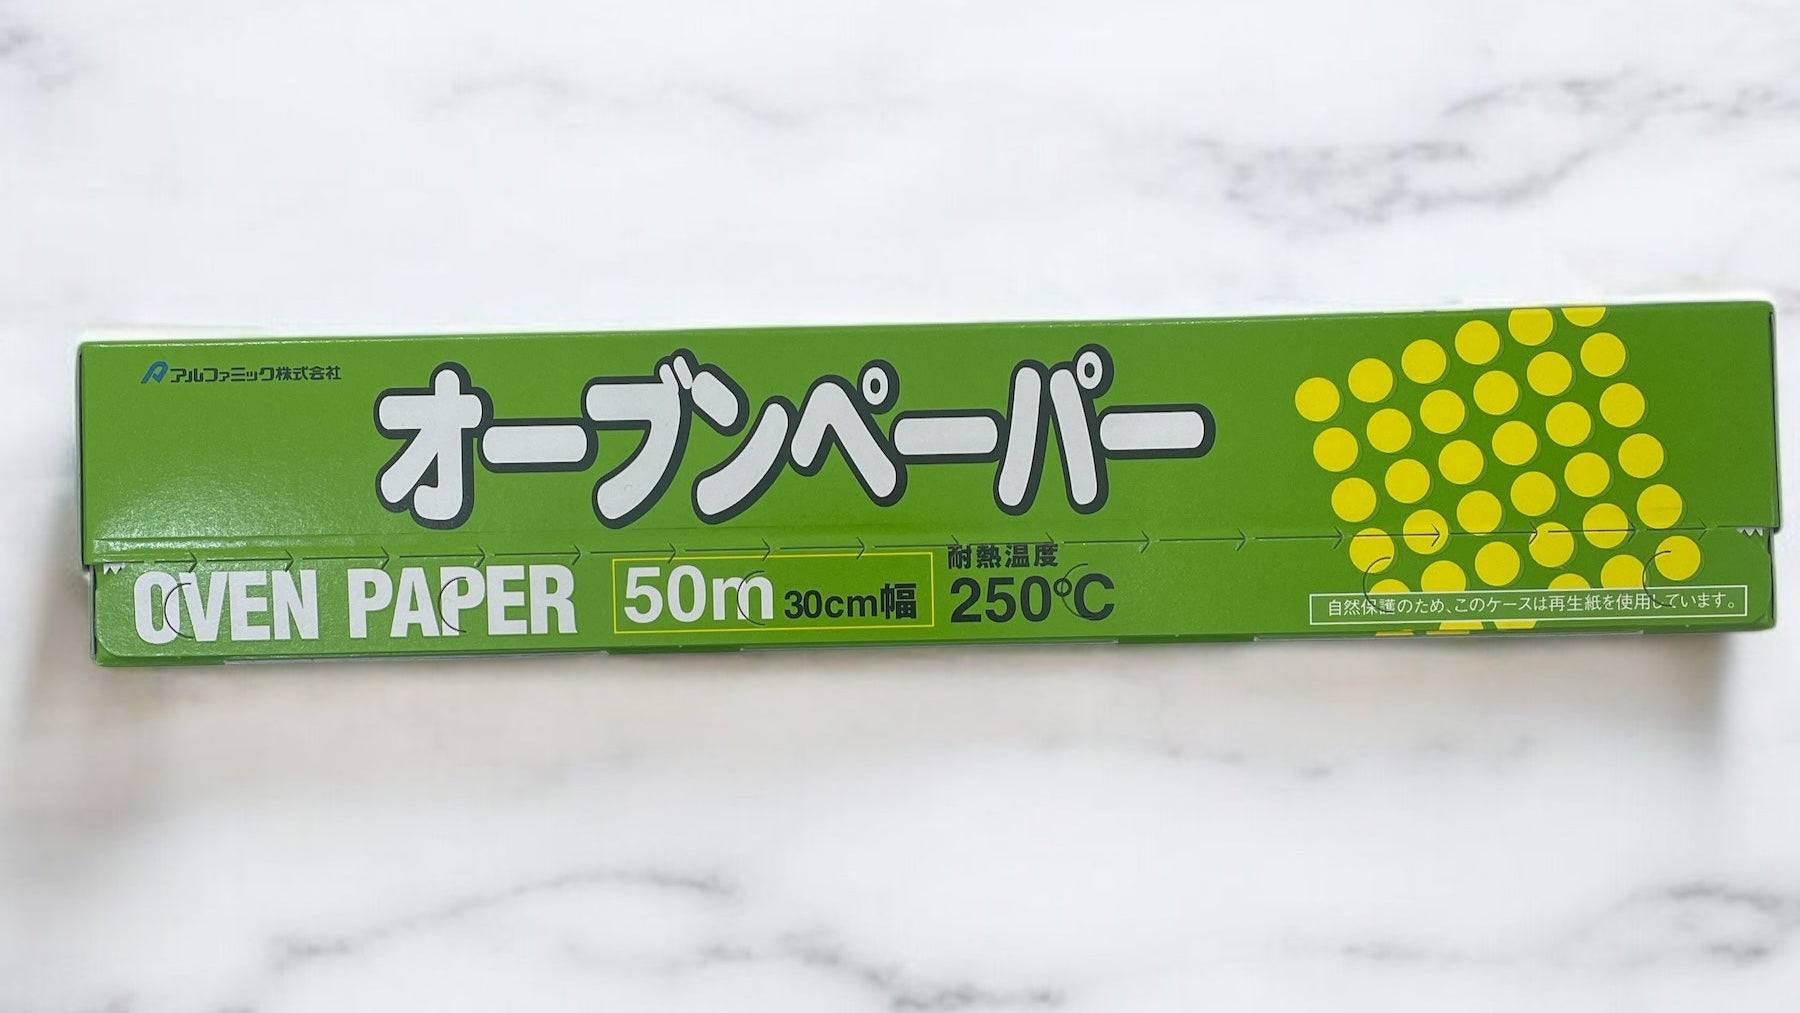 アルファミック株式会社
オーブンペーパー
OVEN PAPER
50m 30cm幅
耐熱温度
250℃
自然保護のため、このケースは再生紙を使用しています。